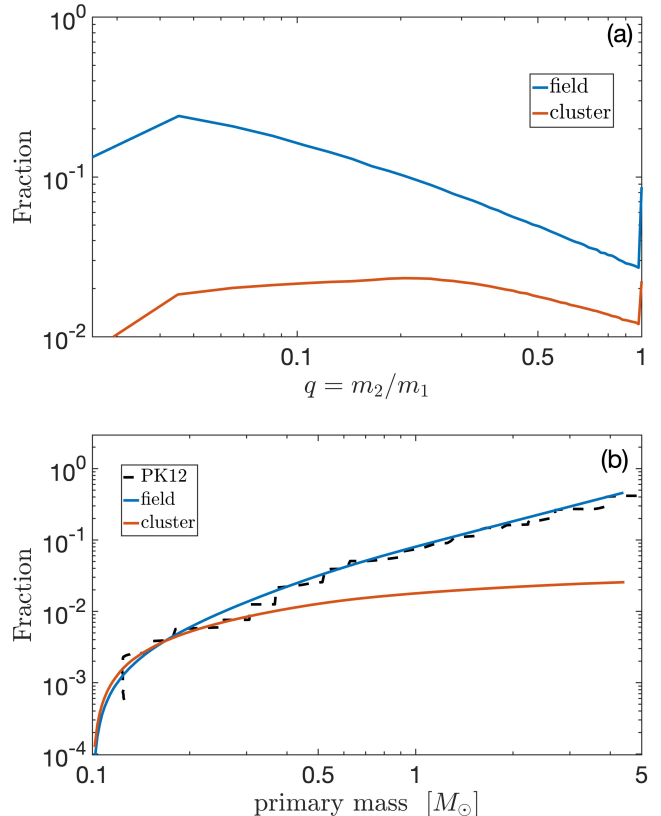 (a)
10^0
10^-1
10^-2
Fraction
field
cluster
0.1
0.5
1
q = m_2/m_1
(b)
10^0
10^-1
10^-2
10^-3
10^-4
Fraction
PK12
field
cluster
0.1
0.5
1
5
primary mass [M_⊙]